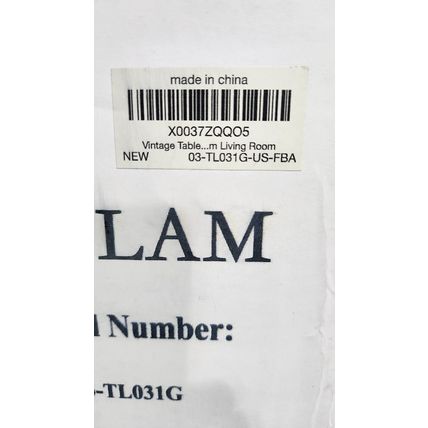 made in china
X0037ZQQO5
Vintage Table...m Living Room
NEW 03-TL031G-US-FBA
LAM
Number:
-TL031G